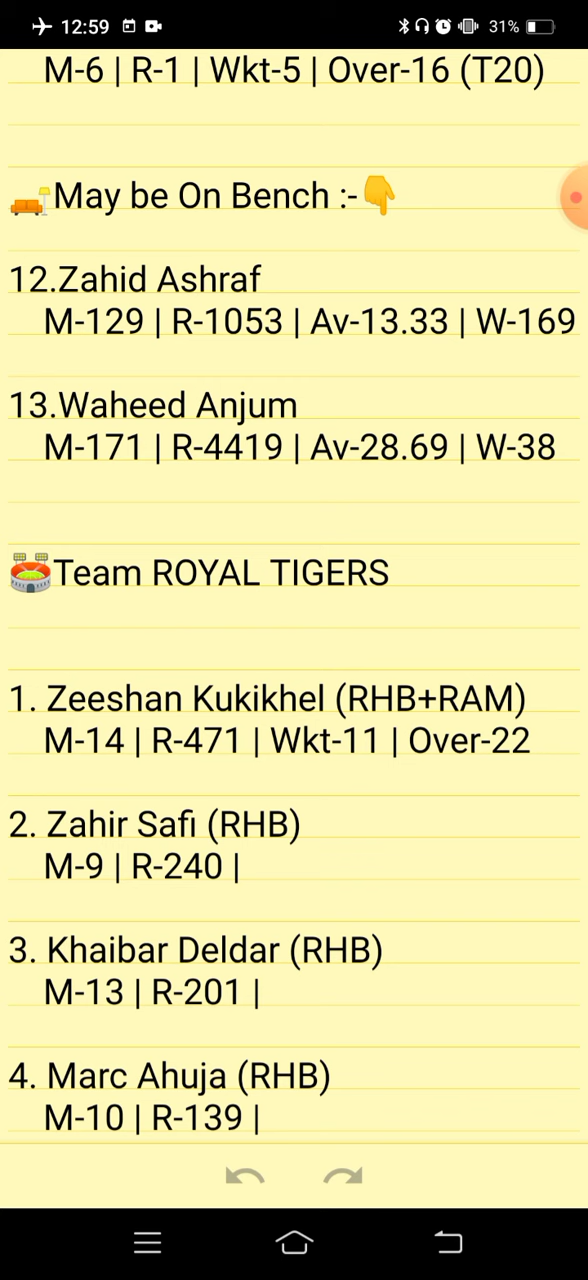 12:59 31%
M-6 | R-1 | Wkt-5 | Over-16 (T20)
May be On Bench :-
12.Zahid Ashraf
M-129 | R-1053 | Av-13.33 | W-169
13.Waheed Anjum
M-171 | R-4419 | Av-28.69 | W-38
Team ROYAL TIGERS
1. Zeeshan Kukikhel (RHB+RAM)
M-14 | R-471 | Wkt-11 | Over-22
2. Zahir Safi (RHB)
M-9 | R-240 |
3. Khaibar Deldar (RHB)
M-13 | R-201 |
4. Marc Ahuja (RHB)
M-10 | R-139 |